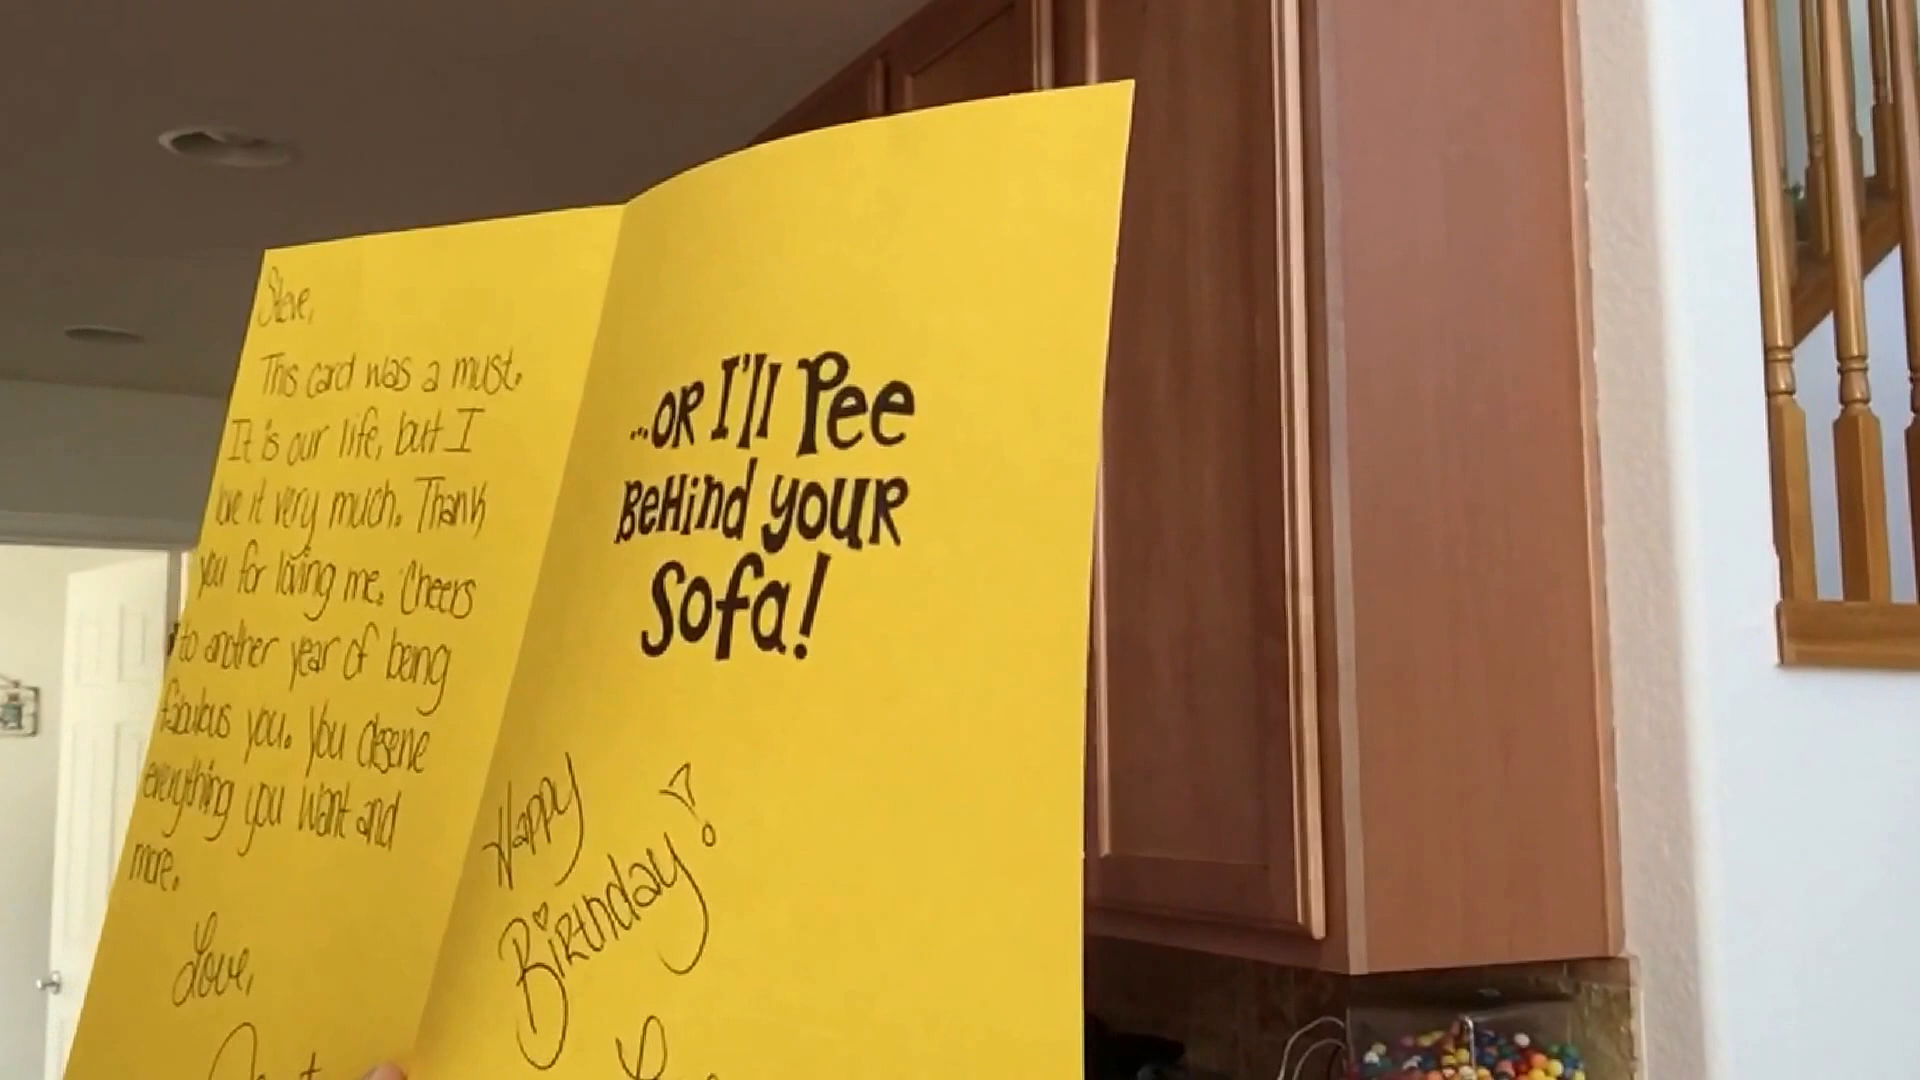 Steve,
This card was a must.
It is our life, but I
love it very much. Thank
you for loving me. Cheers
to another year of being
fabulous you. You deserve
everything you want and
more.
Love,
...OR I'll Pee
BeHind your
Sofa!
Happy
Birthday!